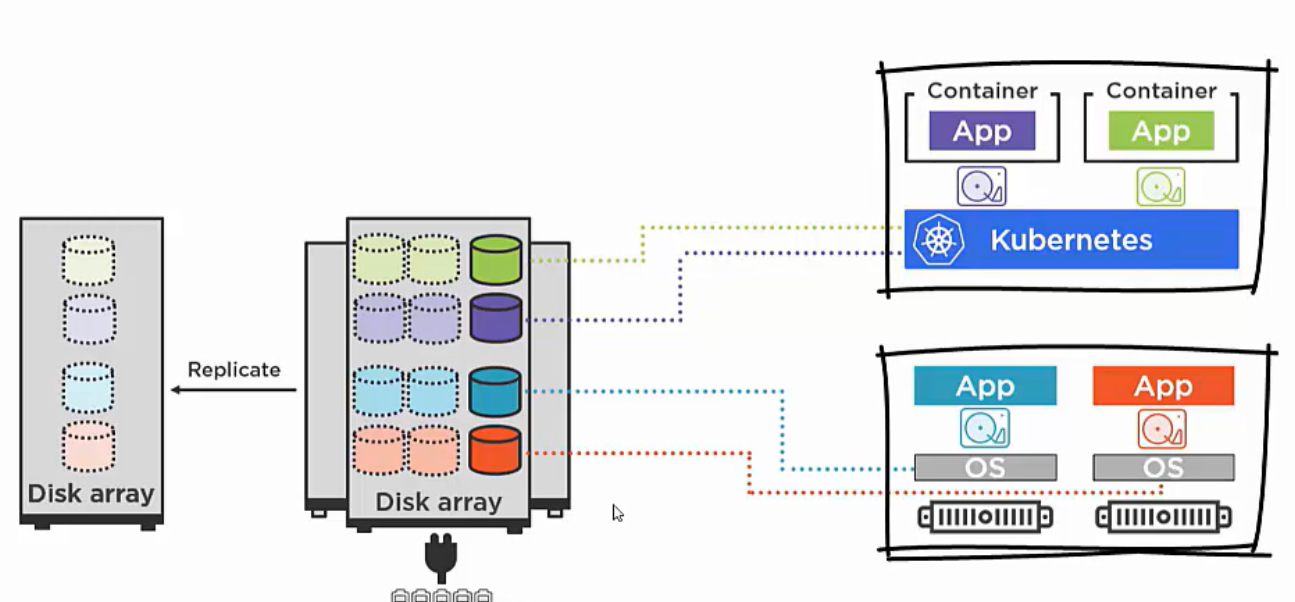 Container
Container
App
App
Kubernetes
Replicate
Disk array
Disk array
App
App
OS
OS